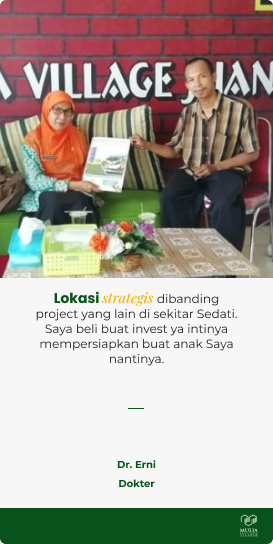 A VILLAGE JUAN
Lokasi strategis dibanding
project yang lain di sekitar Sedati.
Saya beli buat invest ya intinya
mempersiapkan buat anak Saya
nantinya.
Dr. Erni
Dokter
MULIA
VILLAGE